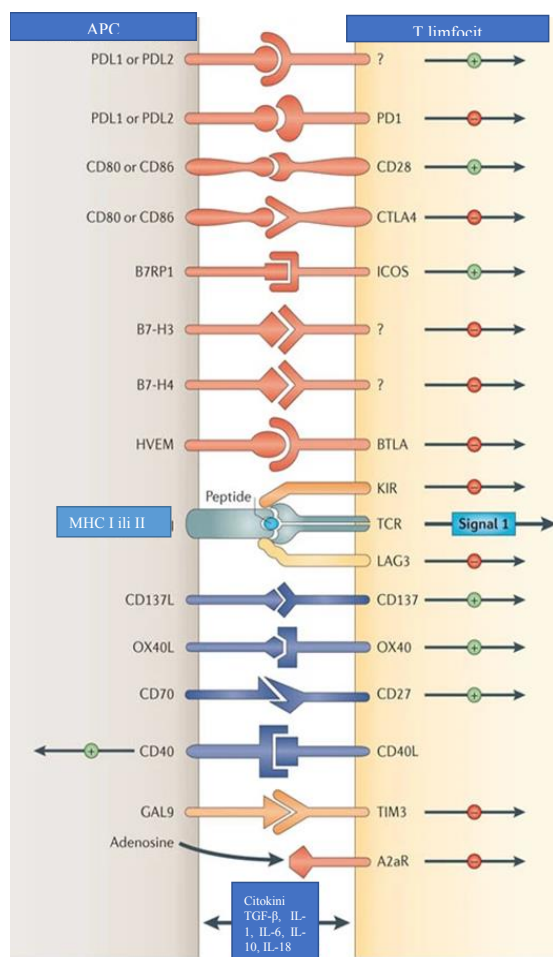 APC T limfocit
PDL1 or PDL2 ? +
PDL1 or PDL2 PD1 −
CD80 or CD86 CD28 +
CD80 or CD86 CTLA4 −
B7RP1 ICOS +
B7-H3 ? −
B7-H4 ? −
HVEM BTLA −
KIR −
Peptide
MHC I ili II TCR Signal 1
LAG3 −
CD137L CD137 +
OX40L OX40 +
CD70 CD27 +
+ CD40 CD40L
GAL9 TIM3 −
Adenosine
A2aR −
Citokini
TGF-β, IL-
1, IL-6, IL-
10, IL-18